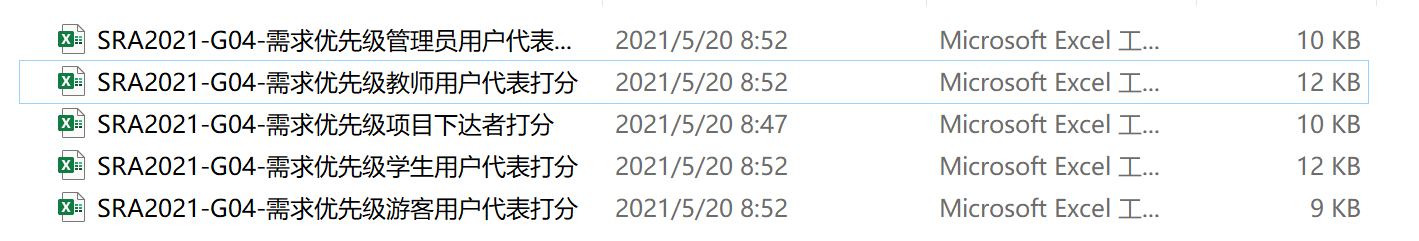 SRA2021-G04-需求优先级管理员用户代表... 2021/5/20 8:52 Microsoft Excel 工... 10 KB
SRA2021-G04-需求优先级教师用户代表打分 2021/5/20 8:52 Microsoft Excel 工... 12 KB
SRA2021-G04-需求优先级项目下达者打分 2021/5/20 8:47 Microsoft Excel 工... 10 KB
SRA2021-G04-需求优先级学生用户代表打分 2021/5/20 8:52 Microsoft Excel 工... 12 KB
SRA2021-G04-需求优先级游客用户代表打分 2021/5/20 8:52 Microsoft Excel 工... 9 KB